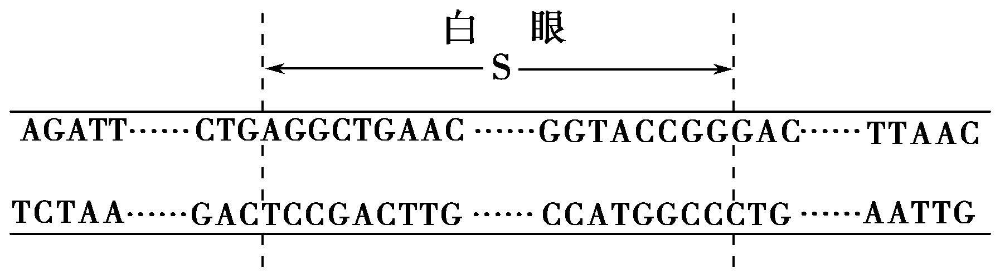 白 眼
S
AGATT……CTGAGGCTGAAC……GGTACCGGGAC……TTAAC
TCTAA……GACTCCGACTTG……CCATGGCCCTG……AATTG